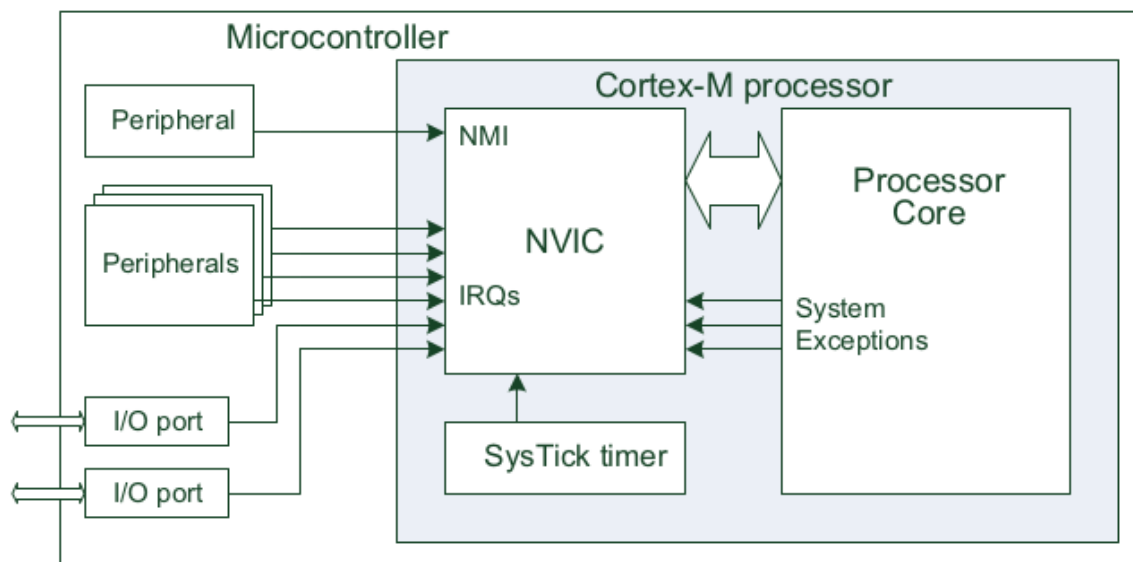 Microcontroller
Cortex-M processor
Peripheral
NMI
Processor
Core
NVIC
Peripherals
IRQs
System
Exceptions
I/O port
SysTick timer
I/O port